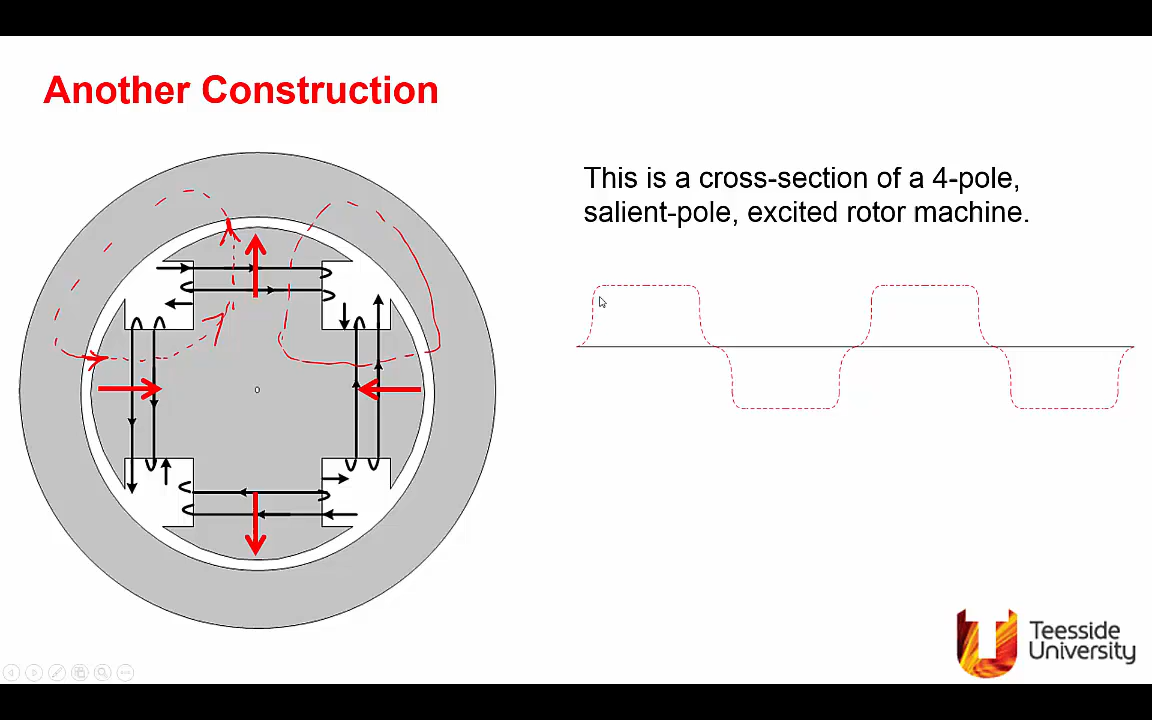 Another Construction
This is a cross-section of a 4-pole,
salient-pole, excited rotor machine.
Teesside
University